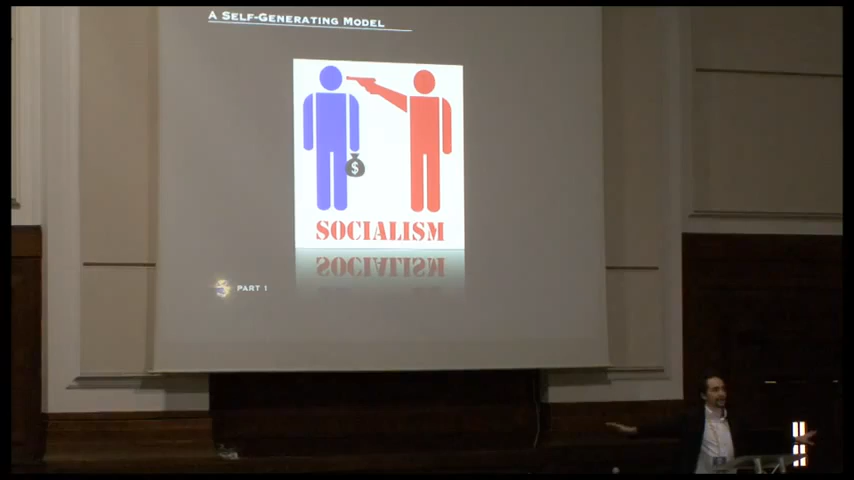 A SELF-GENERATING MODEL
$
SOCIALISM
SOCIALISM
PART 1